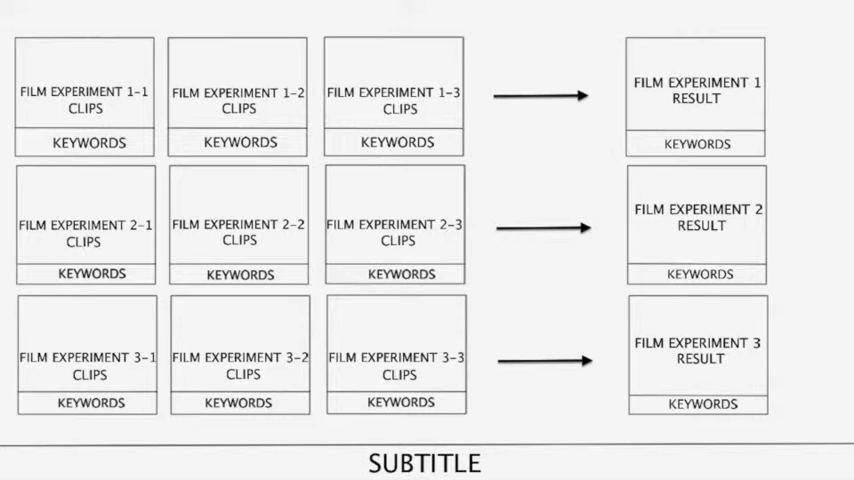 FILM EXPERIMENT 1-1
CLIPS
KEYWORDS
FILM EXPERIMENT 1-2
CLIPS
KEYWORDS
FILM EXPERIMENT 1-3
CLIPS
KEYWORDS
FILM EXPERIMENT 1
RESULT
KEYWORDS
FILM EXPERIMENT 2-1
CLIPS
KEYWORDS
FILM EXPERIMENT 2-2
CLIPS
KEYWORDS
FILM EXPERIMENT 2-3
CLIPS
KEYWORDS
FILM EXPERIMENT 2
RESULT
KEYWORDS
FILM EXPERIMENT 3-1
CLIPS
KEYWORDS
FILM EXPERIMENT 3-2
CLIPS
KEYWORDS
FILM EXPERIMENT 3-3
CLIPS
KEYWORDS
FILM EXPERIMENT 3
RESULT
KEYWORDS
SUBTITLE